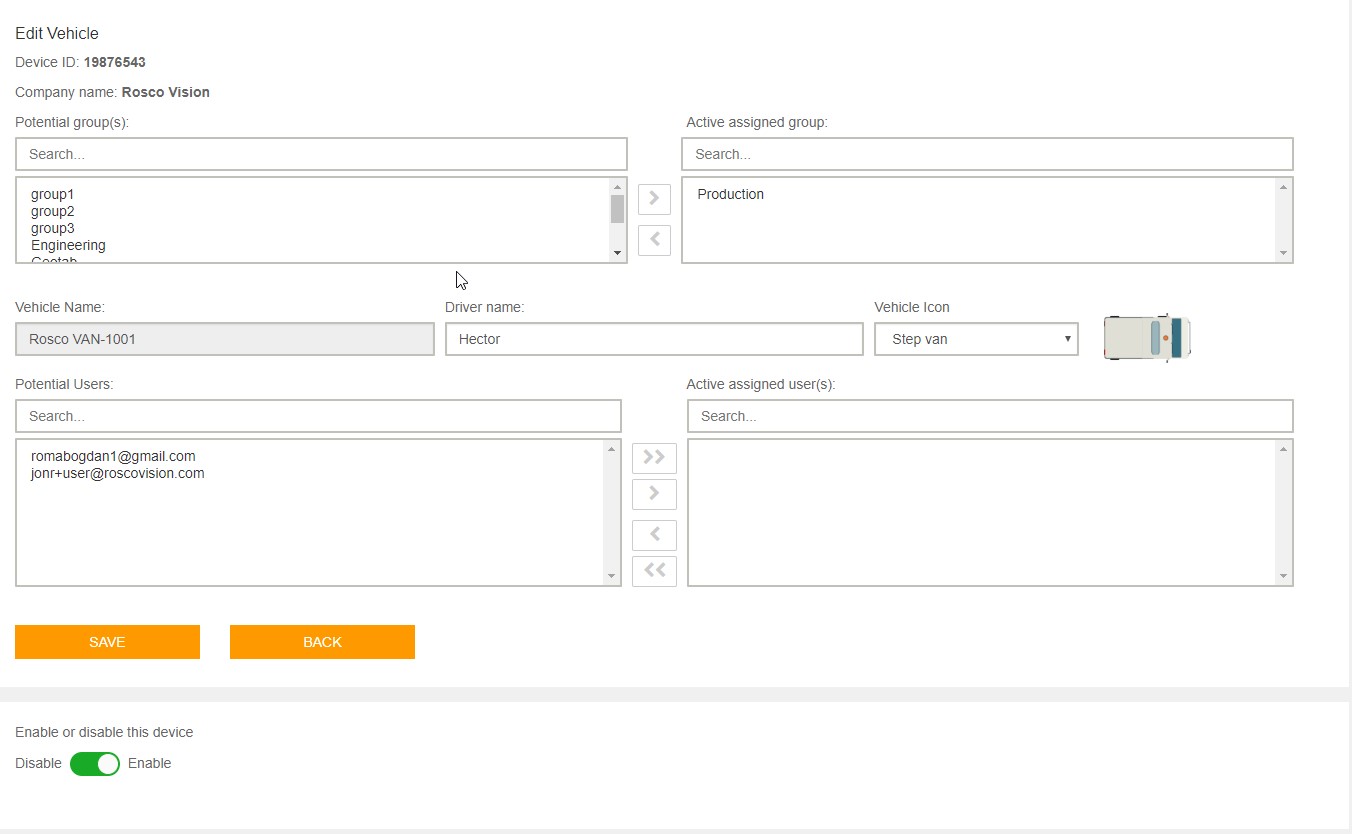 Edit Vehicle
Device ID: 19876543
Company name: Rosco Vision
Potential group(s):
Active assigned group:
Search...
Search...
group1
group2
group3
Engineering
Geotab
Production
Vehicle Name:
Driver name:
Vehicle Icon
Rosco VAN-1001
Hector
Step van
Potential Users:
Active assigned user(s):
Search...
Search...
romabogdan1@gmail.com
jonr+user@roscovision.com
SAVE
BACK
Enable or disable this device
Disable
Enable